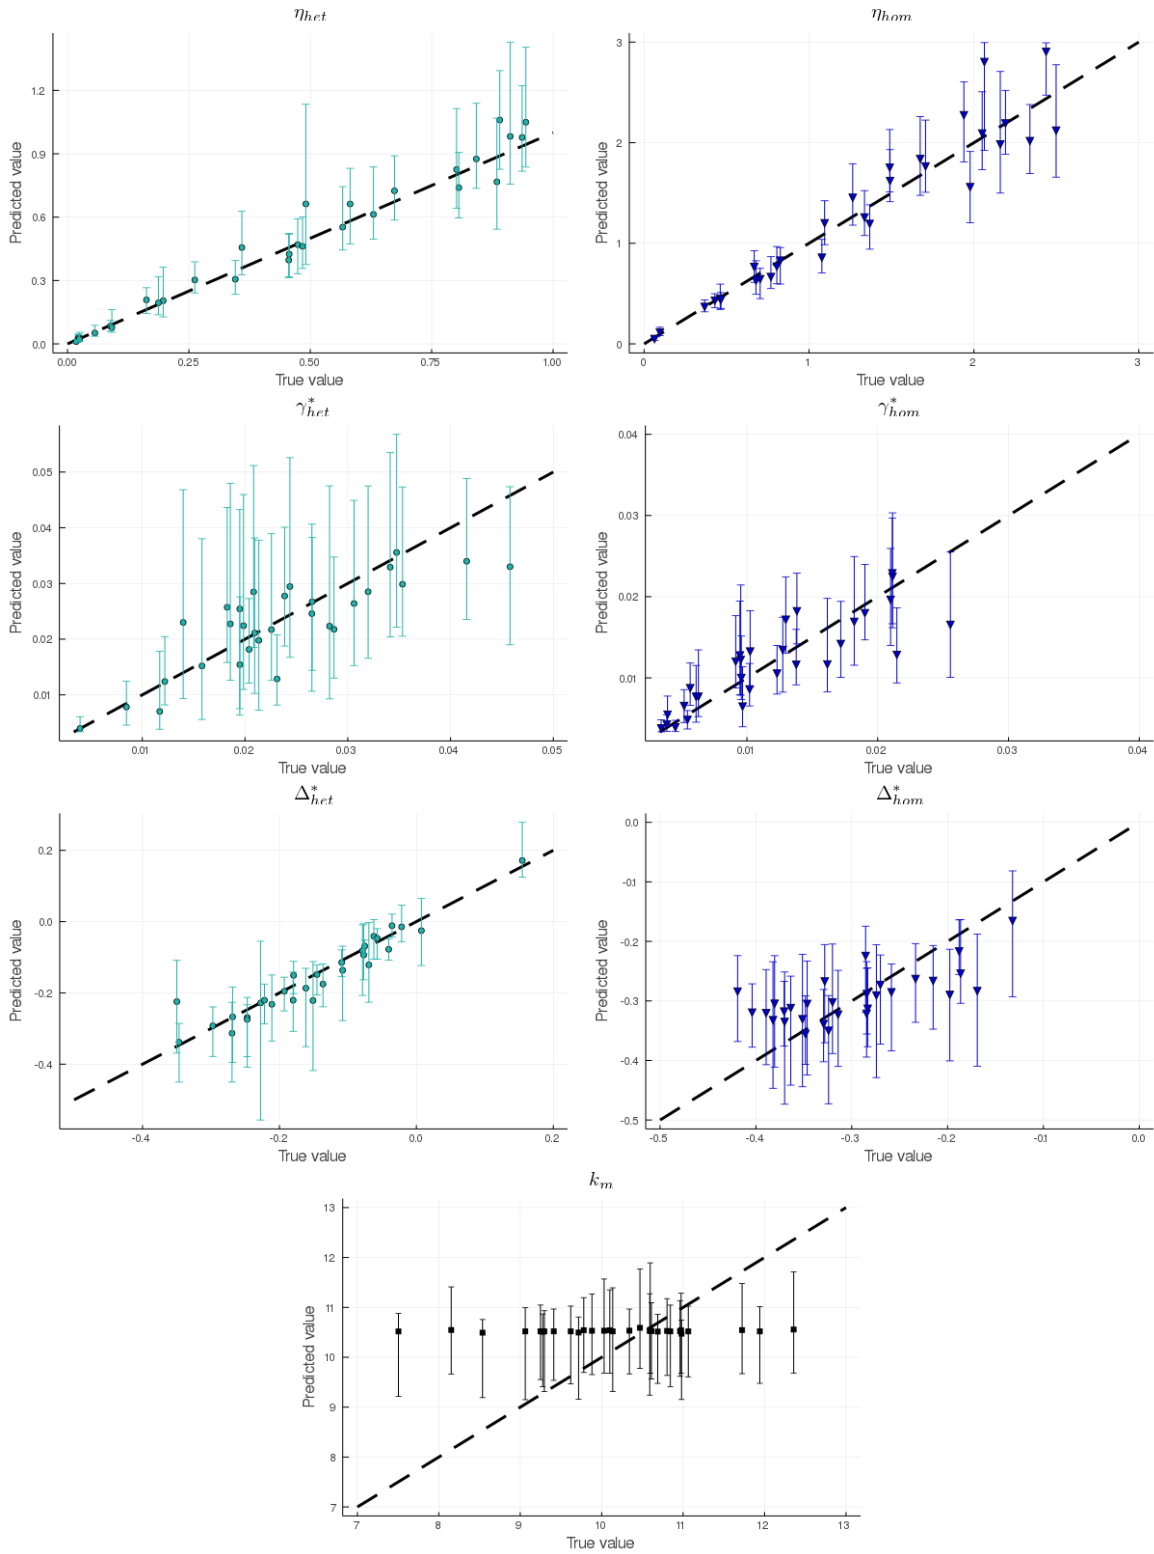 η_het
η_hom
Predicted value
1.2
0.9
0.6
0.3
0.0
0.00 0.25 0.50 0.75 1.00
True value
Predicted value
3
2
1
0
0 1 2 3
True value
γ*_het
γ*_hom
Predicted value
0.05
0.04
0.03
0.02
0.01
0.01 0.02 0.03 0.04 0.05
True value
Predicted value
0.04
0.03
0.02
0.01
0.01 0.02 0.03 0.04
True value
Δ*_het
Δ*_hom
Predicted value
0.2
0.0
-0.2
-0.4
-0.4 -0.2 0.0 0.2
True value
Predicted value
0.0
-0.1
-0.2
-0.3
-0.4
-0.5
-0.5 -0.4 -0.3 -0.2 -0.1 0.0
True value
k_m
Predicted value
13
12
11
10
9
8
7
7 8 9 10 11 12 13
True value